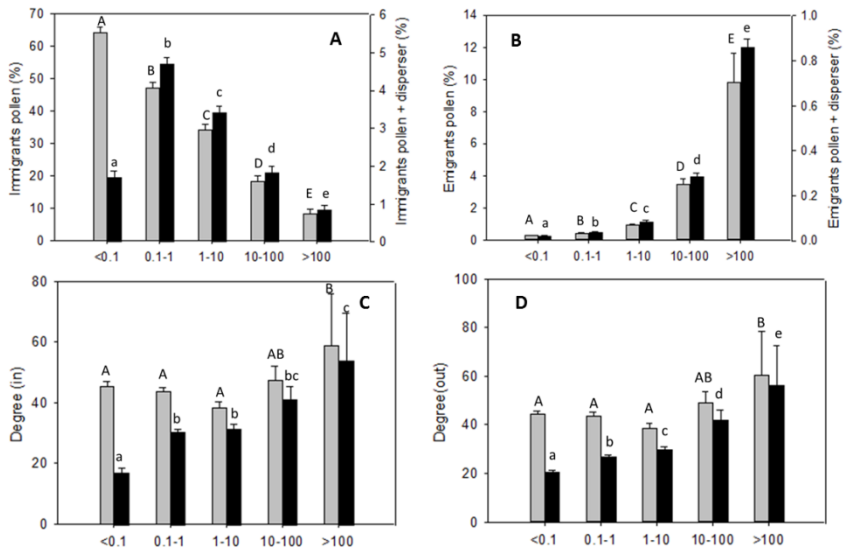 A
Immigrants pollen (%)
70
60
50
40
30
20
10
0
A
a
B
b
C
c
D
d
E
e
6
5
4
3
2
1
0
Immigrants pollen + disperser (%)
<0.1 0.1-1 1-10 10-100 >100
B
Emigrants pollen (%)
14
12
10
8
6
4
2
0
A
a
B
b
C
c
D
d
E
e
1.0
0.8
0.6
0.4
0.2
0.0
Emigrants pollen + disperser (%)
<0.1 0.1-1 1-10 10-100 >100
C
Degree (in)
80
60
40
20
0
A
a
A
b
A
b
AB
bc
B
c
<0.1 0.1-1 1-10 10-100 >100
D
Degree(out)
100
80
60
40
20
0
A
a
A
b
A
c
AB
d
B
e
<0.1 0.1-1 1-10 10-100 >100